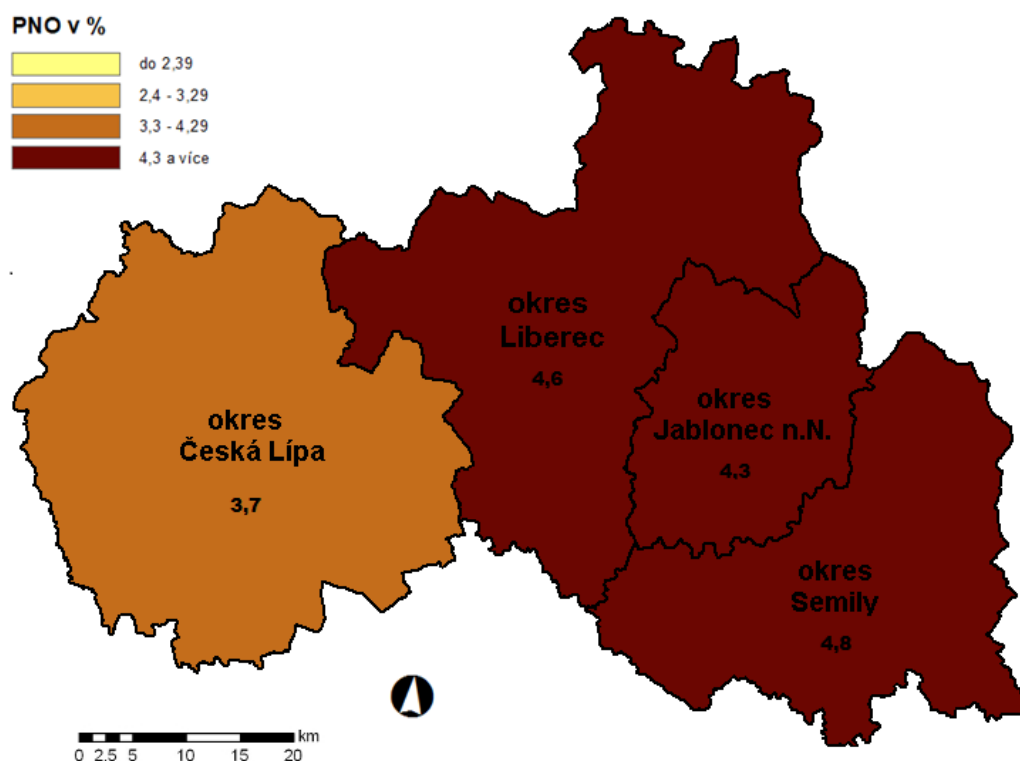 PNO v %
do 2,39
2,4 - 3,29
3,3 - 4,29
4,3 a více
okres
Liberec
4,6
okres
Jablonec n.N.
4,3
okres
Česká Lípa
3,7
okres
Semily
4,8
km
0 2.5 5 10 15 20